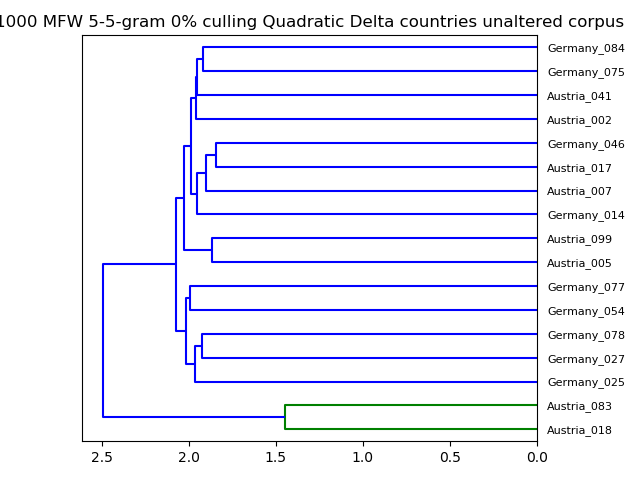 1000 MFW 5-5-gram 0% culling Quadratic Delta countries unaltered corpus
Germany_084
Germany_075
Austria_041
Austria_002
Germany_046
Austria_017
Austria_007
Germany_014
Austria_099
Austria_005
Germany_077
Germany_054
Germany_078
Germany_027
Germany_025
Austria_083
Austria_018
2.5 2.0 1.5 1.0 0.5 0.0